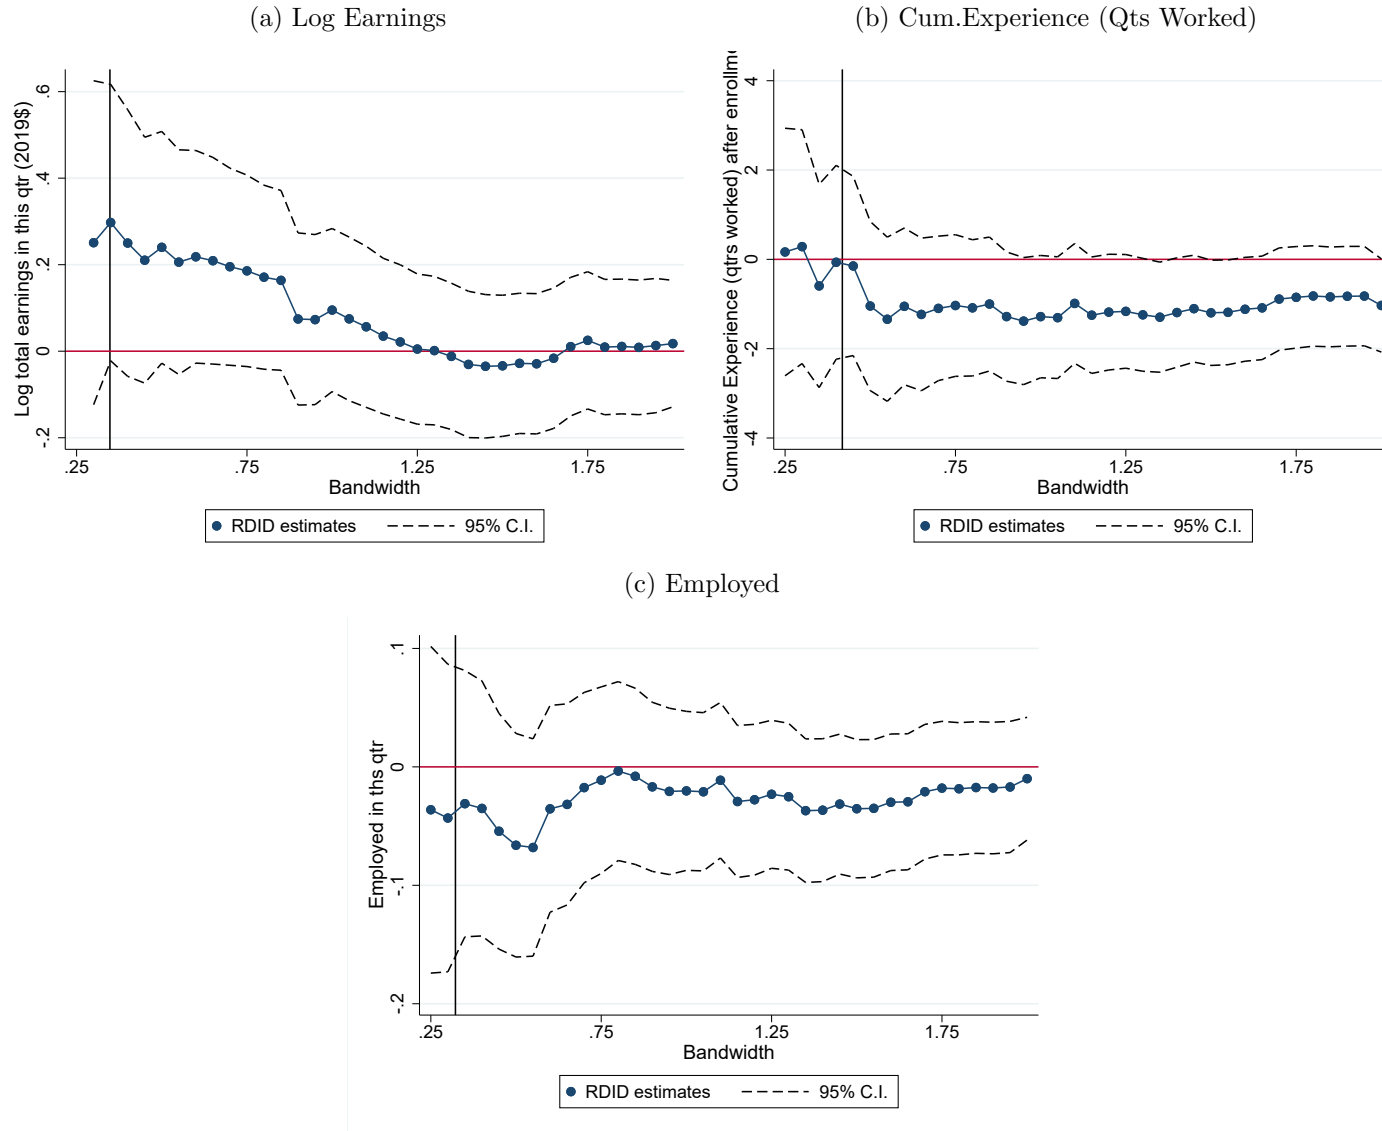 (a) Log Earnings
(b) Cum.Experience (Qts Worked)
Log total earnings in this qtr (2019$)
.6
.4
.2
0
-.2
.25
.75
1.25
1.75
Bandwidth
RDID estimates
95% C.I.
Cumulative Experience (qtrs worked) after enrollm
4
2
0
-2
-4
.25
.75
1.25
1.75
Bandwidth
RDID estimates
95% C.I.
(c) Employed
Employed in ths qtr
.1
0
-.1
-.2
.25
.75
1.25
1.75
Bandwidth
RDID estimates
95% C.I.